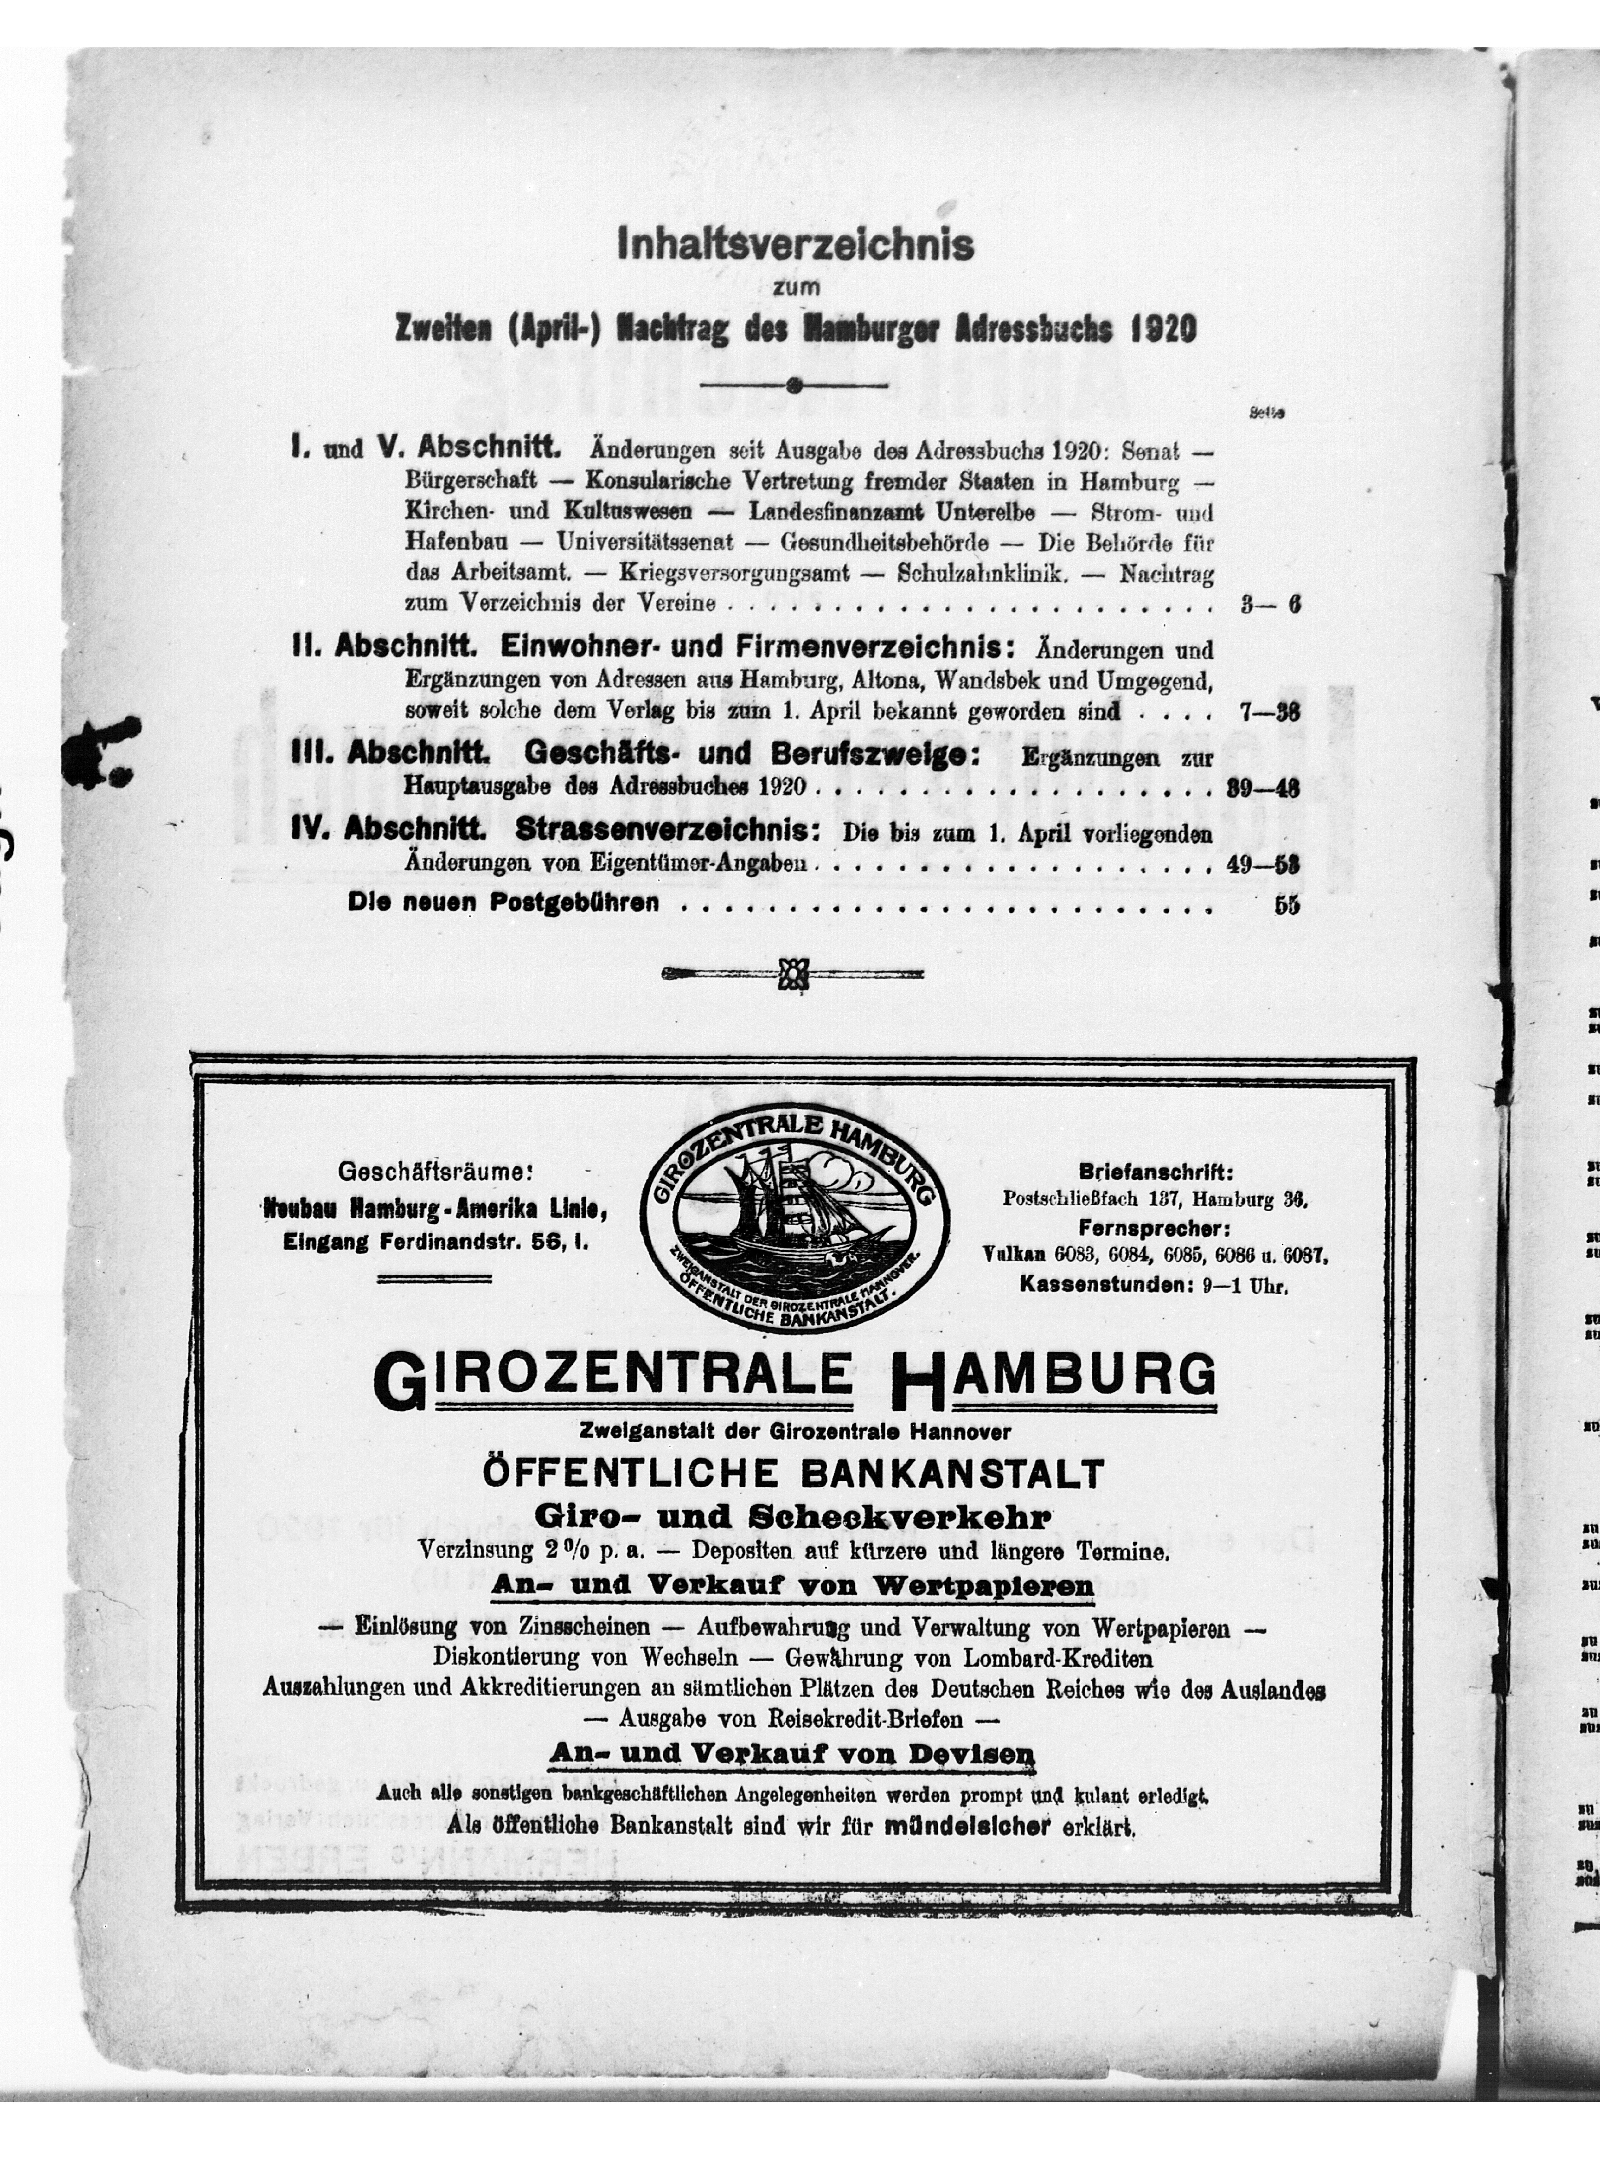 Inhaltsverzeichnis
zum
Zweiten (April-) Nachtrag des Hamburger Adressbuchs 1920
Seite
I. und V. Abschnitt. Änderungen seit Ausgabe des Adressbuchs 1920: Senat —
Bürgerschaft — Konsularische Vertretung fremder Staaten in Hamburg —
Kirchen- und Kultuswesen — Landesfinanzamt Unterelbe — Strom- und
Hafenbau — Universitätssenat — Gesundheitsbehörde — Die Behörde für
das Arbeitsamt. — Kriegsversorgungsamt — Schulzahnklinik. — Nachtrag
zum Verzeichnis der Vereine . . . . . . . . . . . . . . . . . . . . . . . 3— 6
II. Abschnitt. Einwohner- und Firmenverzeichnis: Änderungen und
Ergänzungen von Adressen aus Hamburg, Altona, Wandsbek und Umgegend,
soweit solche dem Verlag bis zum 1. April bekannt geworden sind . . . . 7—38
III. Abschnitt. Geschäfts- und Berufszweige: Ergänzungen zur
Hauptausgabe des Adressbuches 1920 . . . . . . . . . . . . . . . . . . . 39—48
IV. Abschnitt. Strassenverzeichnis: Die bis zum 1. April vorliegenden
Änderungen von Eigentümer-Angaben . . . . . . . . . . . . . . . . . . . 49—53
Die neuen Postgebühren . . . . . . . . . . . . . . . . . . . . . . . . . 55
GIROZENTRALE HAMBURG
ZWEIGANSTALT DER GIROZENTRALE HANNOVER.
ÖFFENTLICHE BANKANSTALT.
Geschäftsräume:
Neubau Hamburg-Amerika Linie,
Eingang Ferdinandstr. 56, I.
Briefanschrift:
Postschließfach 137, Hamburg 36.
Fernsprecher:
Vulkan 6083, 6084, 6085, 6086 u. 6087.
Kassenstunden: 9—1 Uhr.
GIROZENTRALE HAMBURG
Zweiganstalt der Girozentrale Hannover
ÖFFENTLICHE BANKANSTALT
Giro- und Scheckverkehr
Verzinsung 2% p. a. — Depositen auf kürzere und längere Termine.
An- und Verkauf von Wertpapieren
— Einlösung von Zinsscheinen — Aufbewahrung und Verwaltung von Wertpapieren —
Diskontierung von Wechseln — Gewährung von Lombard-Krediten
Auszahlungen und Akkreditierungen an sämtlichen Plätzen des Deutschen Reiches wie des Auslandes
— Ausgabe von Reisekredit-Briefen —
An- und Verkauf von Devisen
Auch alle sonstigen bankgeschäftlichen Angelegenheiten werden prompt und kulant erledigt.
Als öffentliche Bankanstalt sind wir für mündelsicher erklärt.